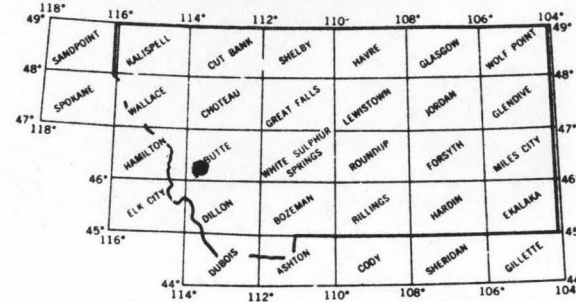 118°
116°
114°
112°
110°
108°
106°
104°
49°
49°
SANDPOINT
KALISPELL
CUT BANK
SHELBY
HAVRE
GLASGOW
WOLF POINT
48°
48°
SPOKANE
WALLACE
CHOTEAU
GREAT FALLS
LEWISTOWN
JORDAN
GLENDIVE
47°
47°
118°
HAMILTON
BUTTE
WHITE SULPHUR
SPRINGS
ROUNDUP
FORSYTH
MILES CITY
46°
46°
ELK CITY
DILLON
BOZEMAN
RILLINGS
HARDIN
EKALAKA
45°
45°
116°
DUBOIS
ASHTON
CODY
SHERIDAN
GILLETTE
44°
44°
114°
112°
110°
108°
106°
104°